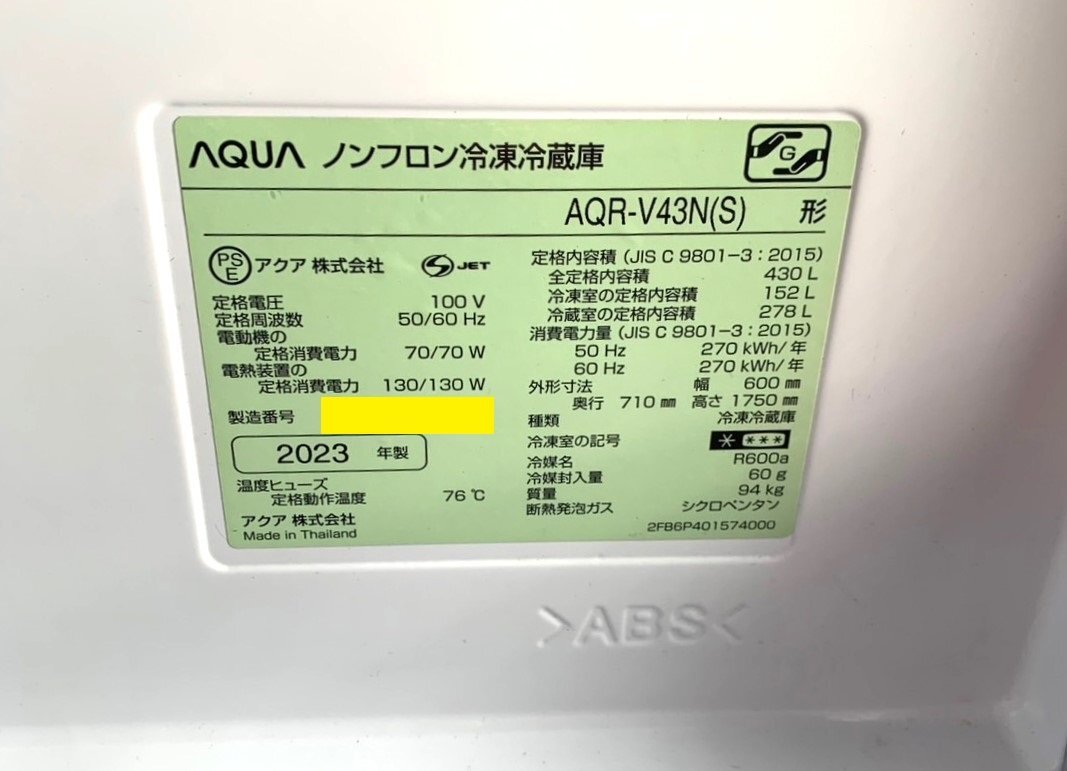 AQUA ノンフロン冷凍冷蔵庫
G
AQR-V43N(S) 形
PS E アクア 株式会社 S JET
定格電圧 100 V
定格周波数 50/60 Hz
電動機の
定格消費電力 70/70 W
電熱装置の
定格消費電力 130/130 W
製造番号
2023 年製
温度ヒューズ
定格動作温度 76 ℃
アクア 株式会社
Made in Thailand
定格内容積 (JIS C 9801-3：2015)
全定格内容積 430 L
冷凍室の定格内容積 152 L
冷蔵室の定格内容積 278 L
消費電力量 (JIS C 9801-3：2015)
50 Hz 270 kWh/年
60 Hz 270 kWh/年
外形寸法 幅 600 ㎜
奥行 710 ㎜ 高さ 1750 ㎜
種類 冷凍冷蔵庫
冷凍室の記号 * ***
冷媒名 R600a
冷媒封入量 60 g
質量 94 kg
断熱発泡ガス シクロペンタン
2FB6P401574000
>ABS<